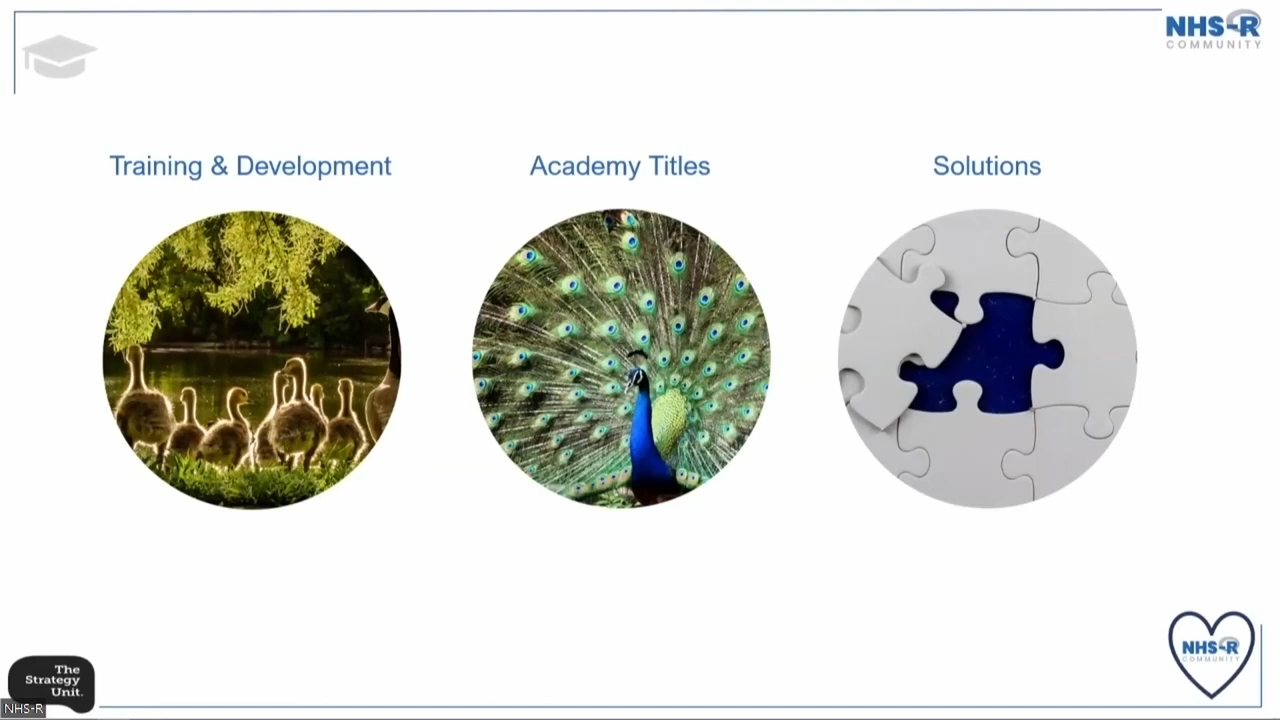 NHS-R
COMMUNITY
Training & Development
Academy Titles
Solutions
The
Strategy
Unit.
NHS-R
NHS-R
COMMUNITY